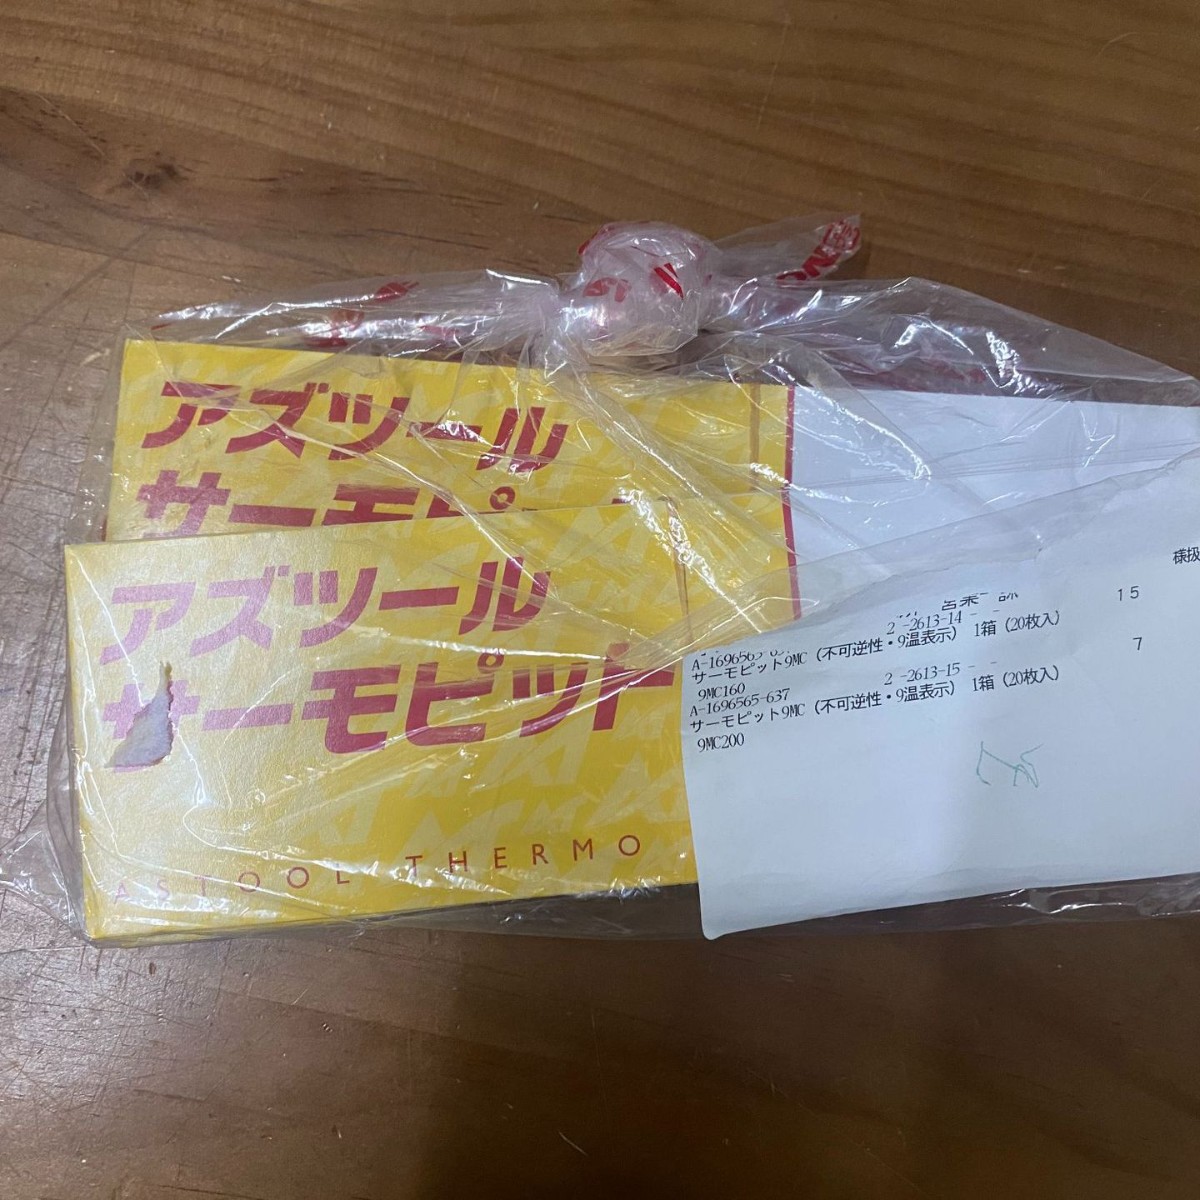 アズツール
サーモピッ
アズツール
サーモピット
ASTOOL THERMO
様扱
15
2 -2613-14
サーモピット9MC (不可逆性・9温表示) 1箱 (20枚入)
9MC160
7
2 -2613-15
A-1696565-637
サーモピット9MC (不可逆性・9温表示) 1箱 (20枚入)
9MC200